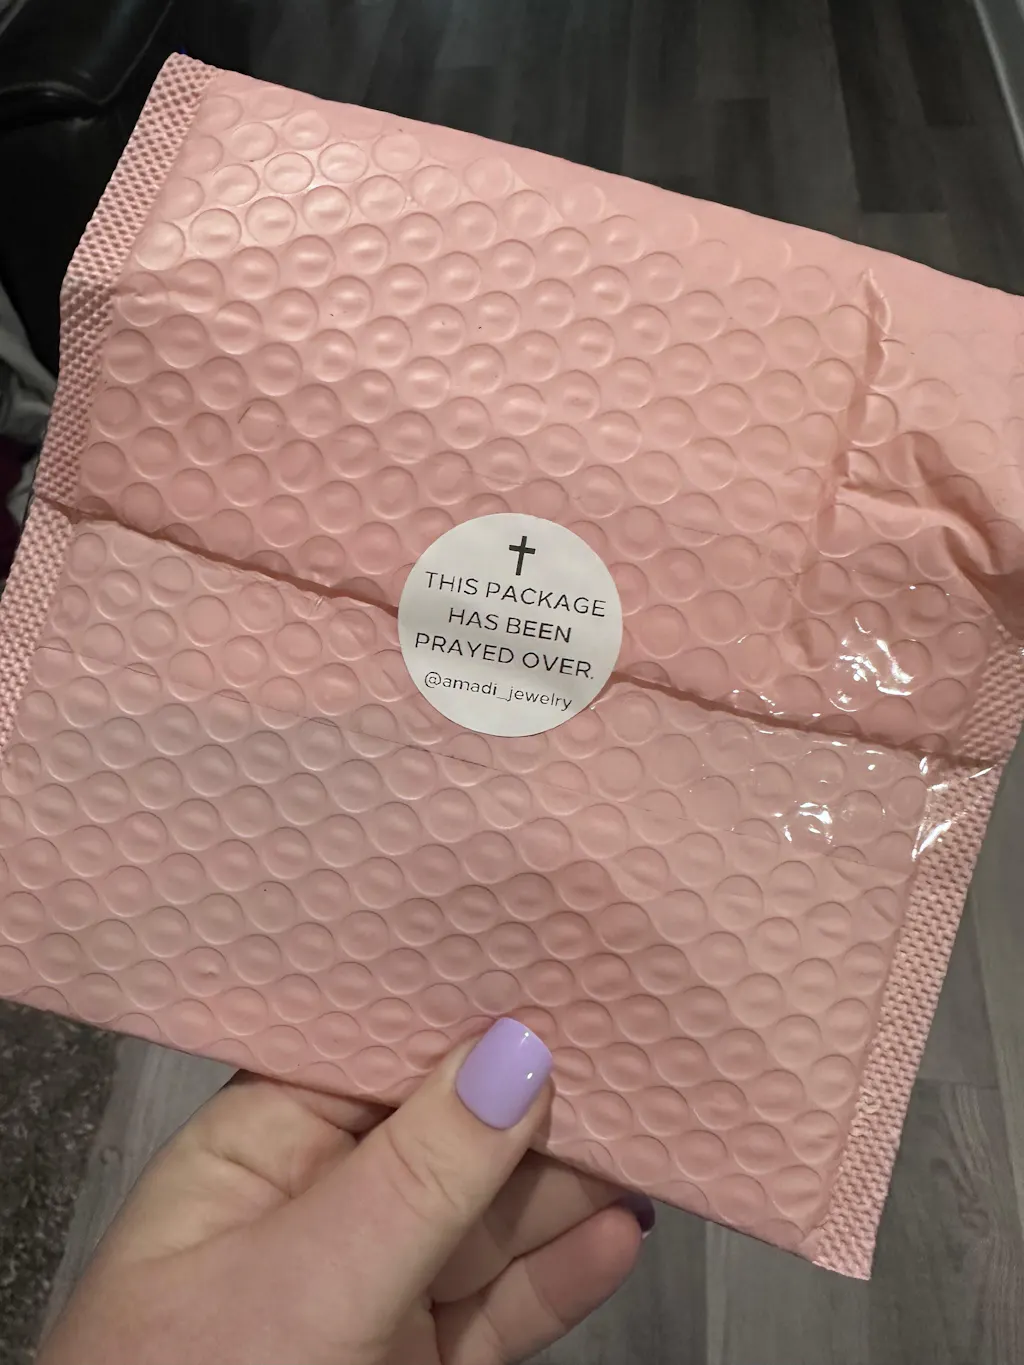 THIS PACKAGE
HAS BEEN
PRAYED OVER.
@amadi_jewelry